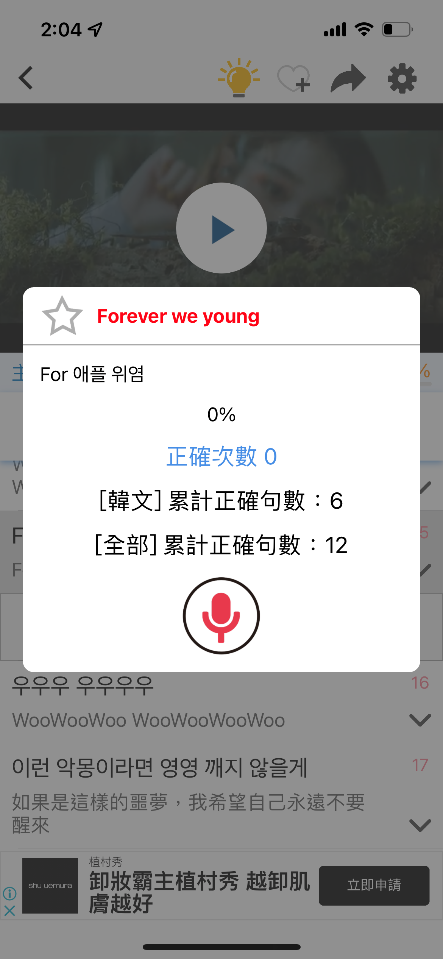 2:04
Forever we young
For 애플 위염
0%
正確次數 0
[韓文] 累計正確句數：6
[全部] 累計正確句數：12
主
%
W
W
F
5
F
우우우 우우우우
16
WooWooWoo WooWooWooWoo
이런 악몽이라면 영영 깨지 않을게
17
如果是這樣的噩夢，我希望自己永遠不要
醒來
植村秀
shu uemura
卸妝霸主植村秀 越卸肌
膚越好
立即申請